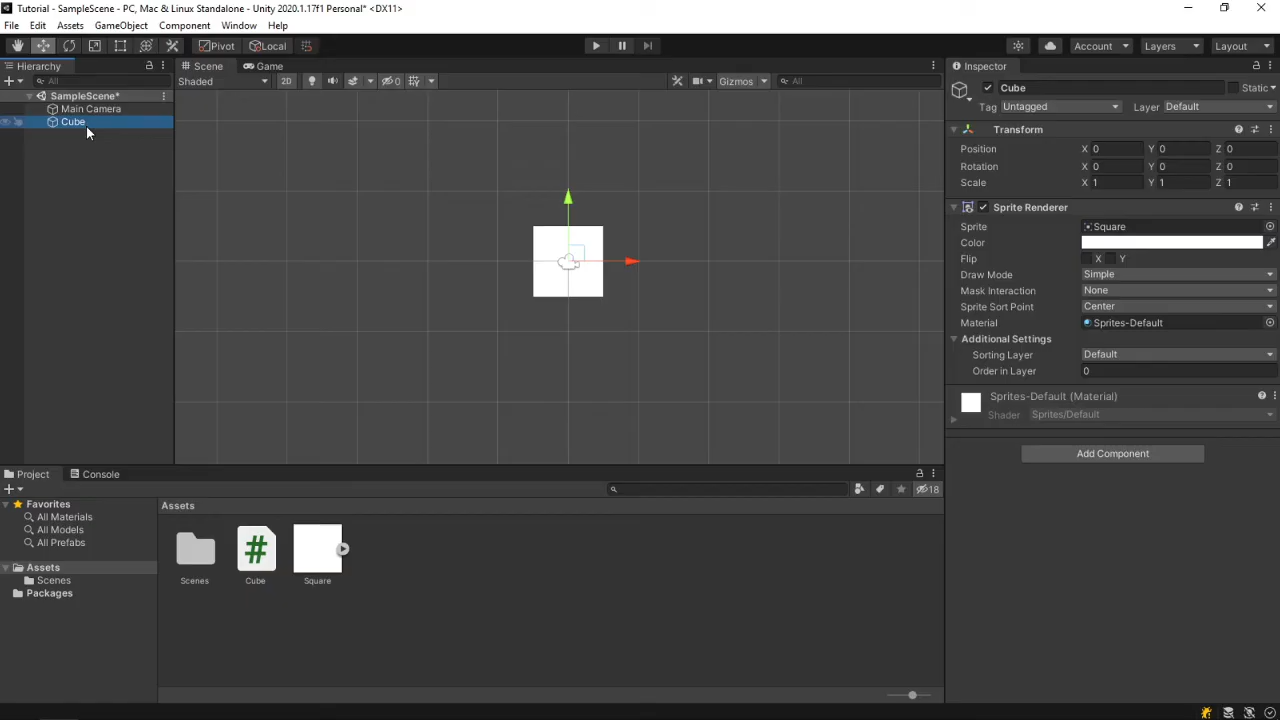 Tutorial - SampleScene - PC, Mac & Linux Standalone - Unity 2020.1.17f1 Personal* <DX11>
File Edit Assets GameObject Component Window Help
Pivot Local Account Layers Layout
Hierarchy
All
SampleScene*
Main Camera
Cube
Scene Game
Shaded 2D 0 Gizmos All
Inspector
Cube Static
Tag Untagged Layer Default
Transform
Position X 0 Y 0 Z 0
Rotation X 0 Y 0 Z 0
Scale X 1 Y 1 Z 1
Sprite Renderer
Sprite Square
Color
Flip X Y
Draw Mode Simple
Mask Interaction None
Sprite Sort Point Center
Material Sprites-Default
Additional Settings
Sorting Layer Default
Order in Layer 0
Sprites-Default (Material)
Shader Sprites/Default
Add Component
Project Console
18
Favorites
All Materials
All Models
All Prefabs
Assets
Scenes
Packages
Assets
#
Scenes Cube Square